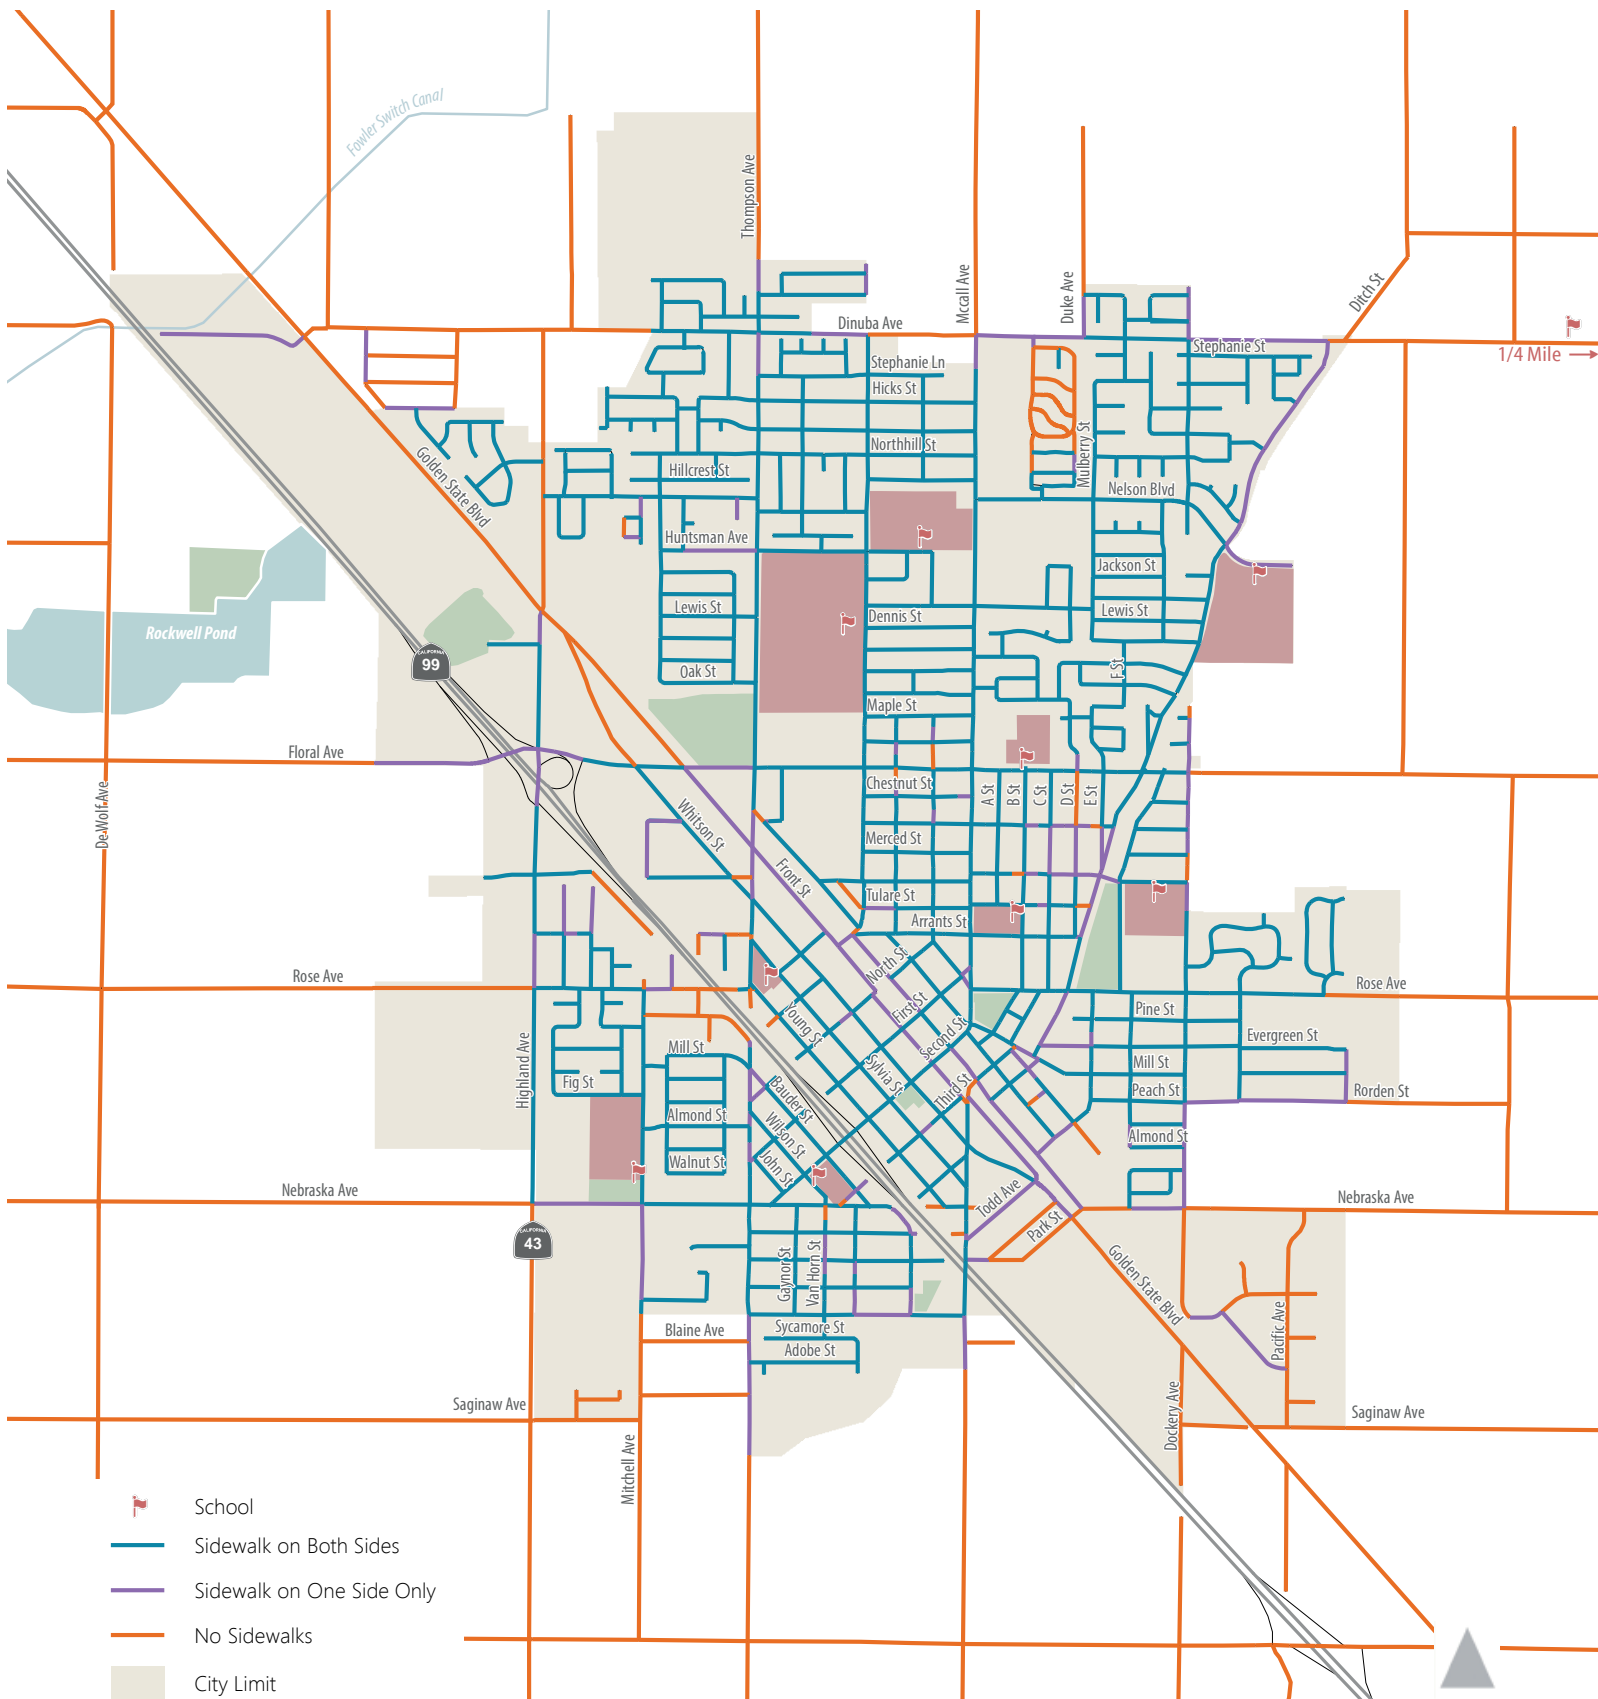 Fowler Switch Canal
Thompson Ave
Mccall Ave
Duke Ave
Ditch St
Dinuba Ave
Stephanie St
1/4 Mile
Stephanie Ln
Hicks St
Northhill St
Mulberry St
Golden State Blvd
Hillcrest St
Nelson Blvd
Huntsman Ave
Jackson St
Lewis St
Lewis St
Dennis St
Rockwell Pond
CALIFORNIA
99
Oak St
F St
Maple St
Floral Ave
De Wolf Ave
Chestnut St
A St
B St
C St
D St
E St
Whitson St
Merced St
Front St
Tulare St
Arrants St
North St
Rose Ave
Rose Ave
First St
Young St
Second St
Pine St
Evergreen St
Highland Ave
Mill St
Sylvia St
Mill St
Fig St
Third St
Peach St
Rorden St
Bauder St
Almond St
Wilson St
Almond St
Walnut St
John St
Nebraska Ave
Todd Ave
Nebraska Ave
Park St
CALIFORNIA
43
Gaynor St
Van Horn St
Golden State Blvd
Blaine Ave
Sycamore St
Pacific Ave
Adobe St
Saginaw Ave
Dockery Ave
Saginaw Ave
Mitchell Ave
School
Sidewalk on Both Sides
Sidewalk on One Side Only
No Sidewalks
City Limit